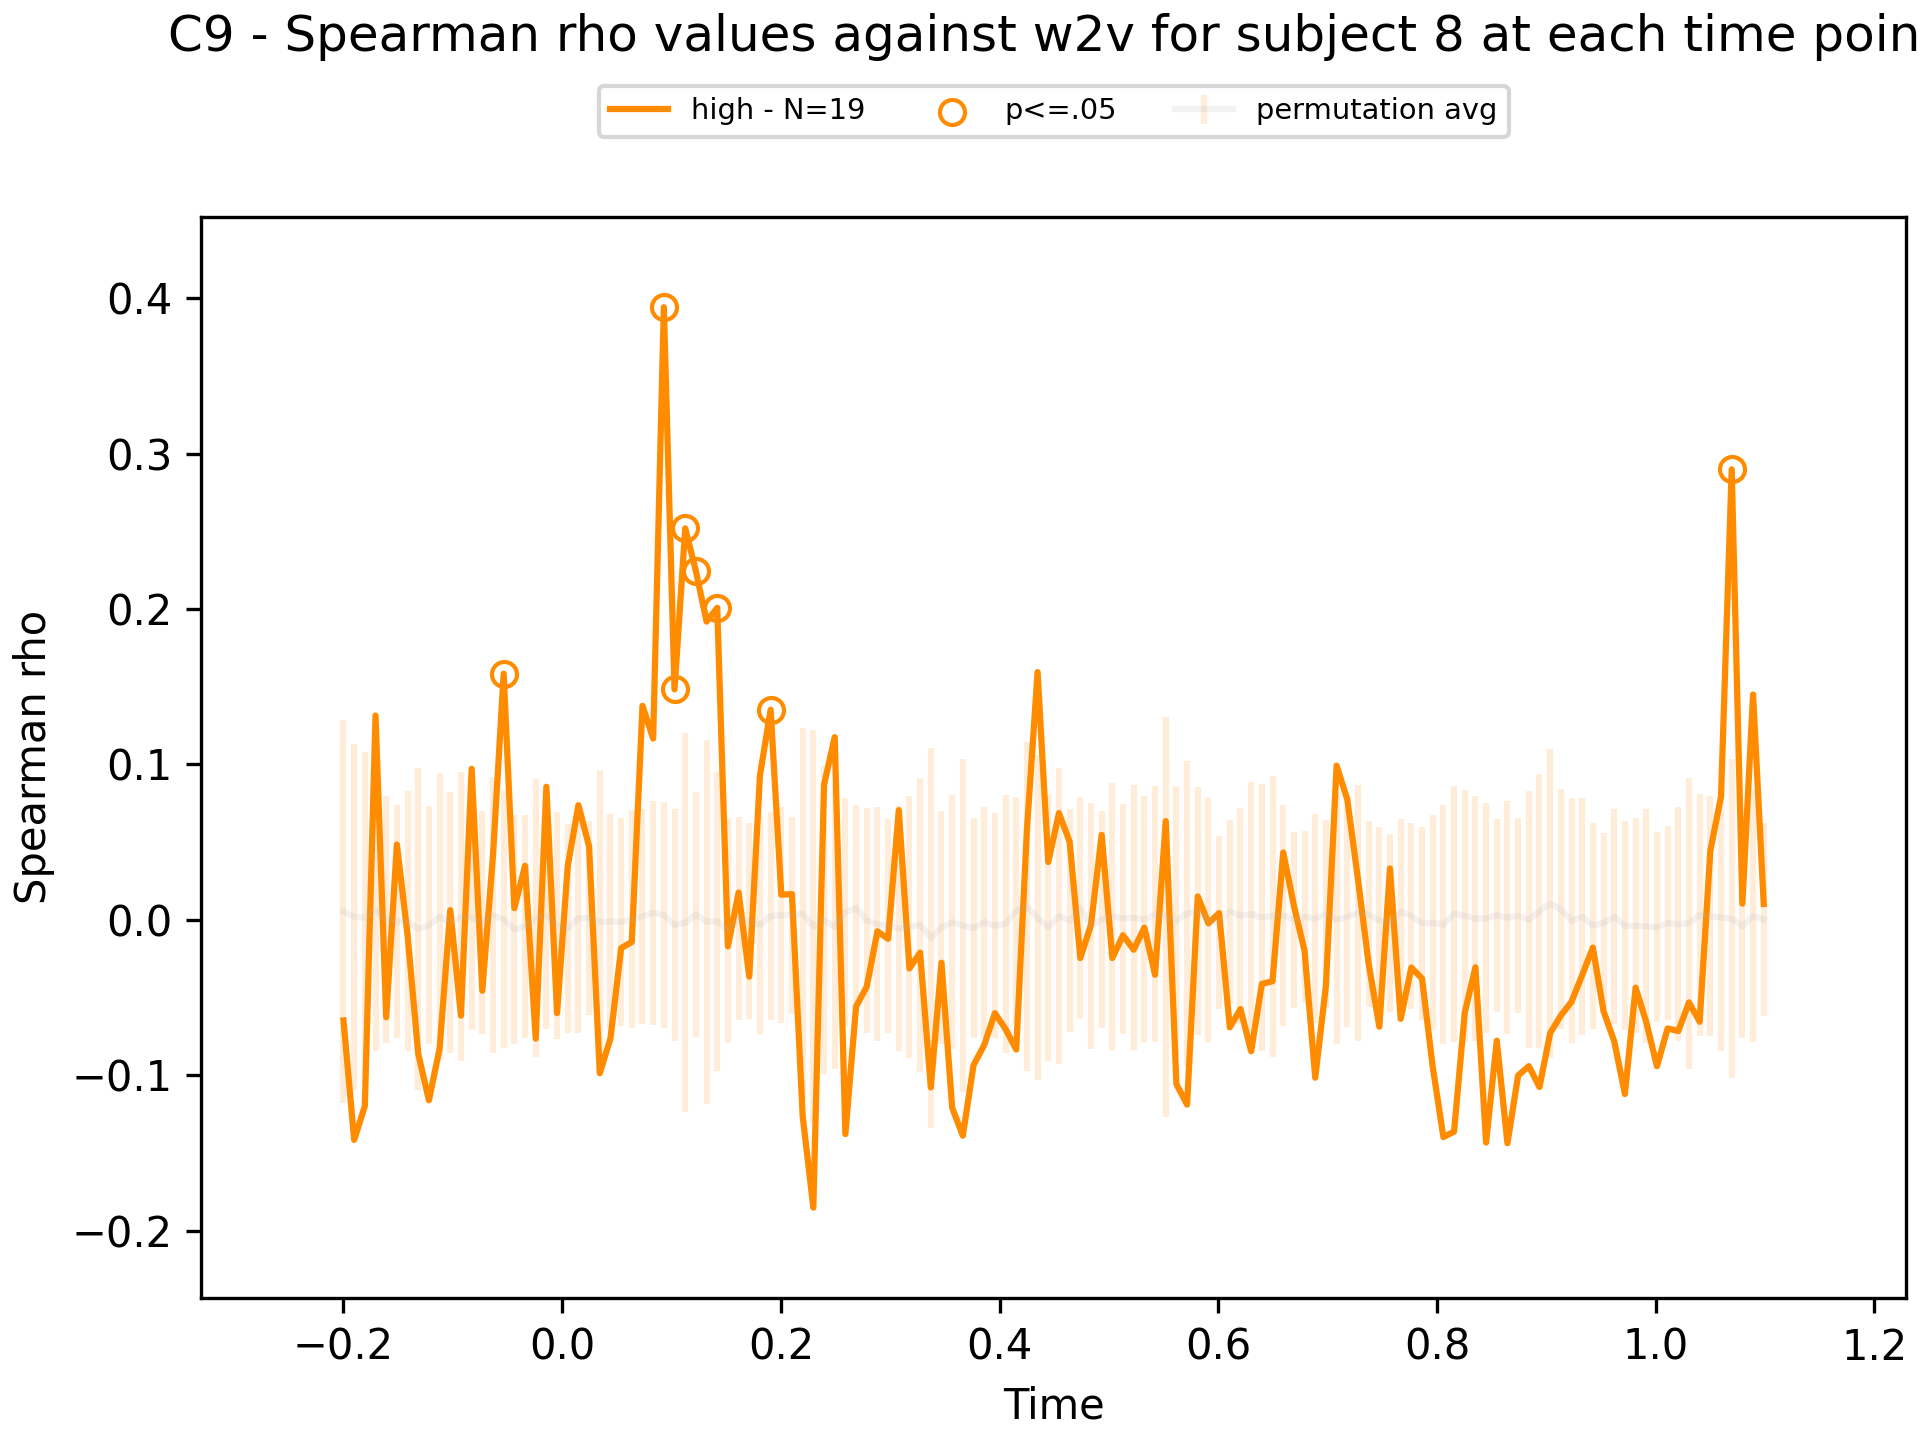 C9 - Spearman rho values against w2v for subject 8 at each time poin
high - N=19
p<=.05
permutation avg
0.4
0.3
0.2
0.1
0.0
−0.1
−0.2
Spearman rho
−0.2
0.0
0.2
0.4
0.6
0.8
1.0
1.2
Time